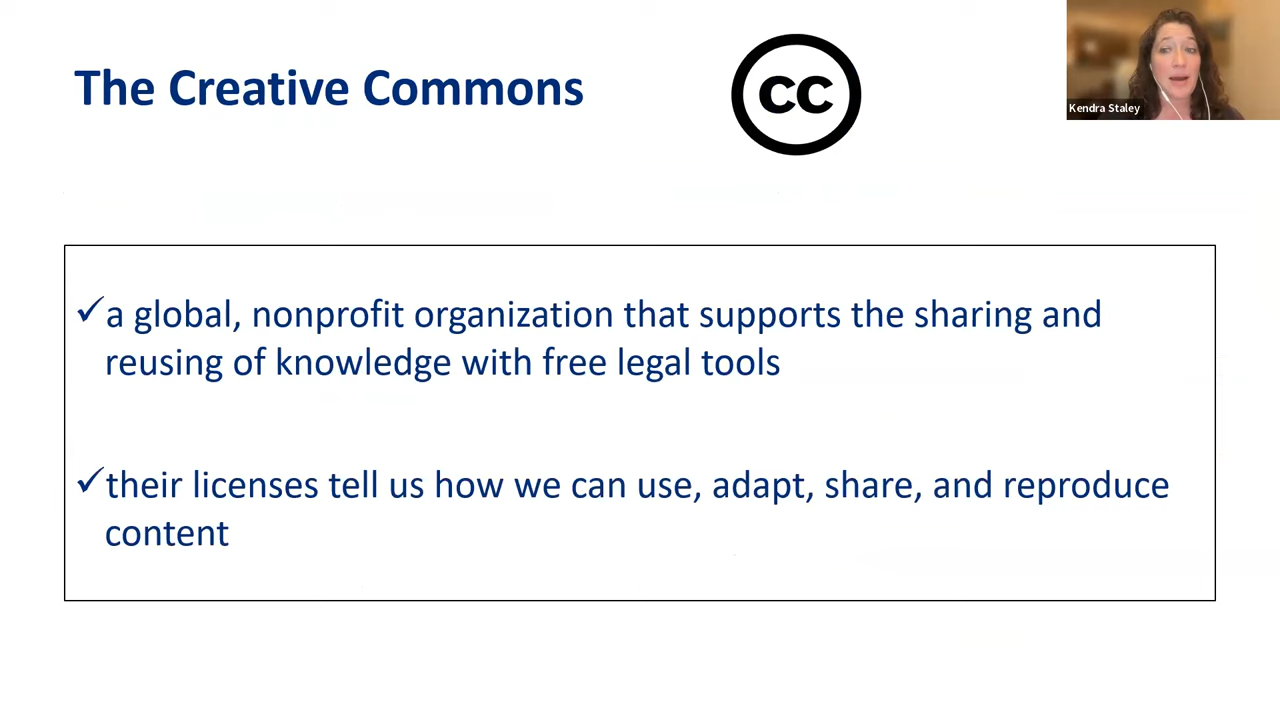 The Creative Commons
cc
Kendra Staley
✓a global, nonprofit organization that supports the sharing and
reusing of knowledge with free legal tools
✓their licenses tell us how we can use, adapt, share, and reproduce
content